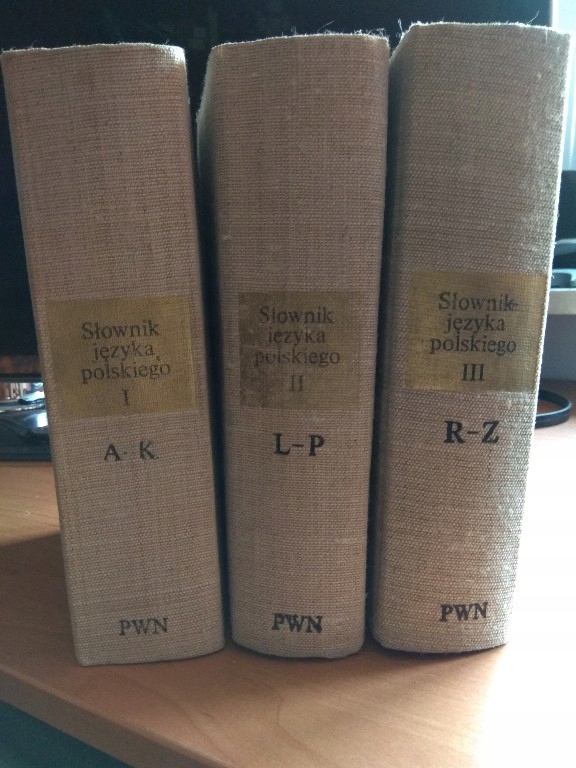 Słownik
języka
polskiego
I
A-K
PWN
Słownik
języka
polskiego
II
L-P
PWN
Słownik
języka
polskiego
III
R-Z
PWN